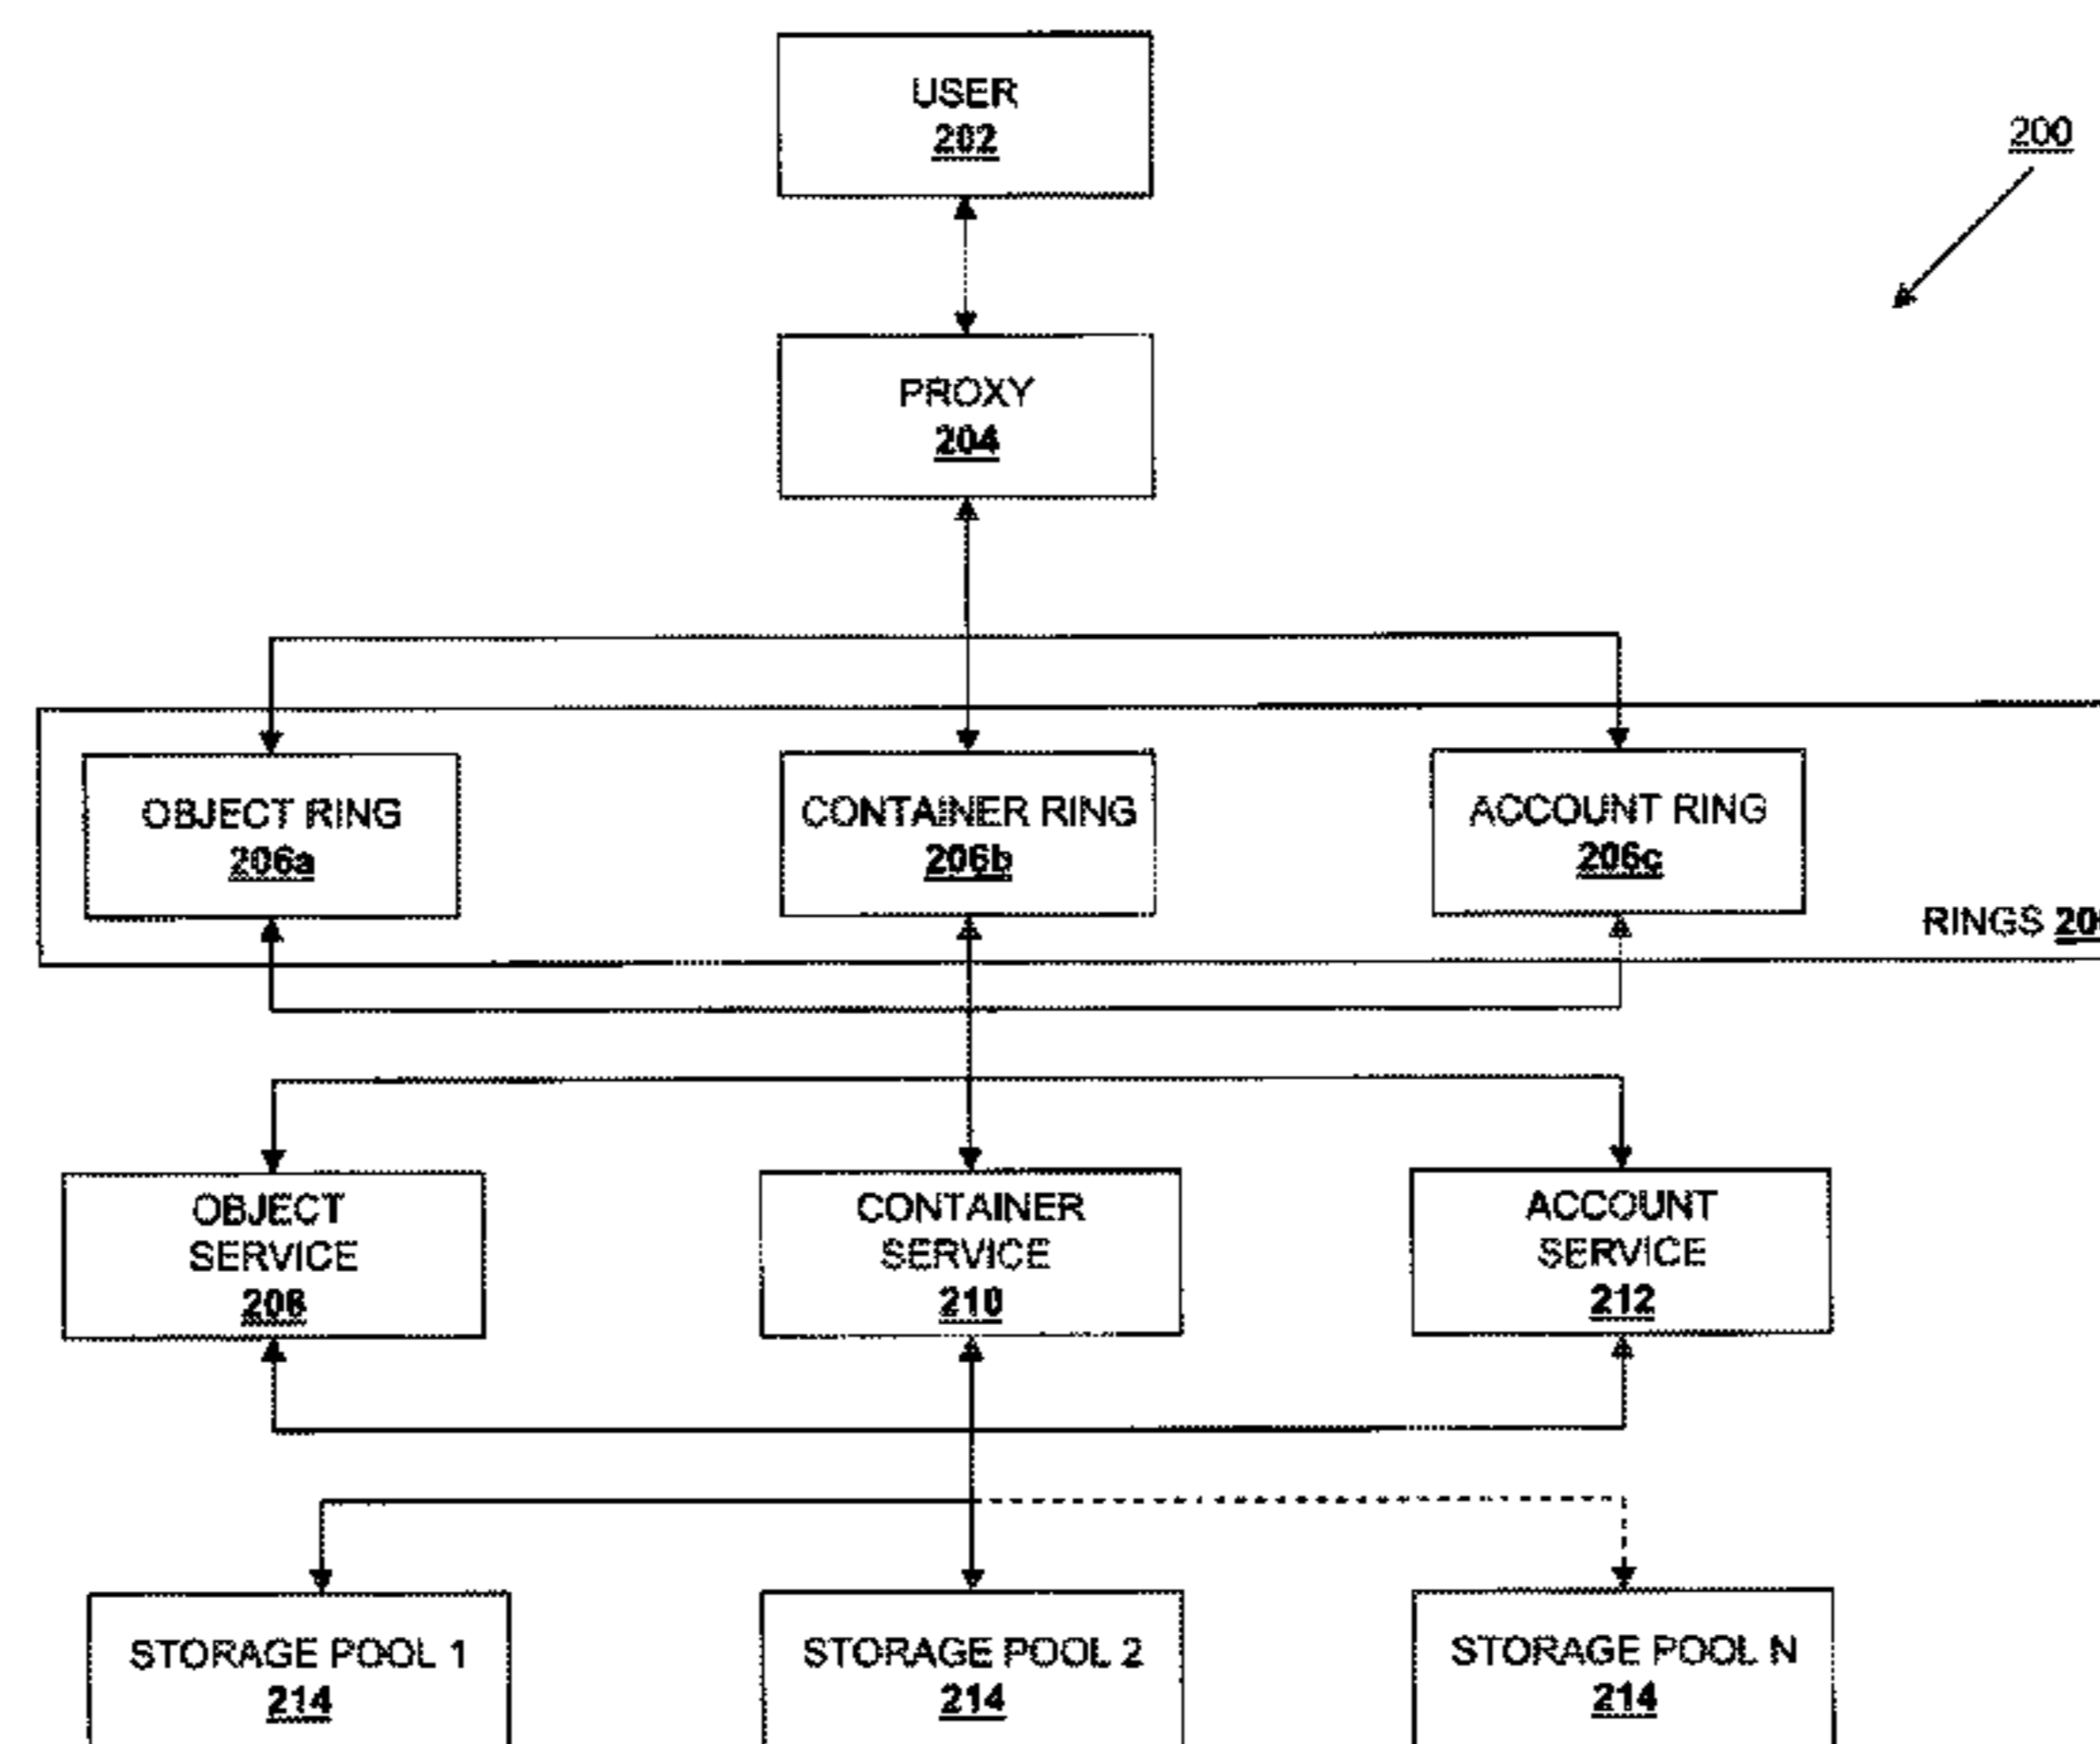 USER
202
200
PROXY
204
OBJECT RING
206a
CONTAINER RING
206b
ACCOUNT RING
206c
RINGS
OBJECT
SERVICE
208
CONTAINER
SERVICE
210
ACCOUNT
SERVICE
212
STORAGE POOL 1
214
STORAGE POOL 2
214
STORAGE POOL N
214